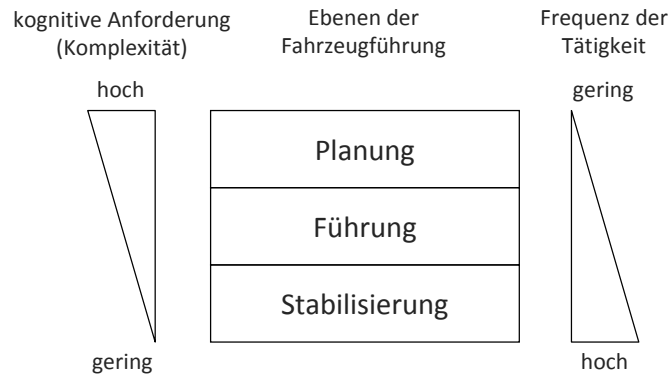 kognitive Anforderung
(Komplexität)
Ebenen der
Fahrzeugführung
Frequenz der
Tätigkeit
hoch
gering
Planung
Führung
Stabilisierung
gering
hoch